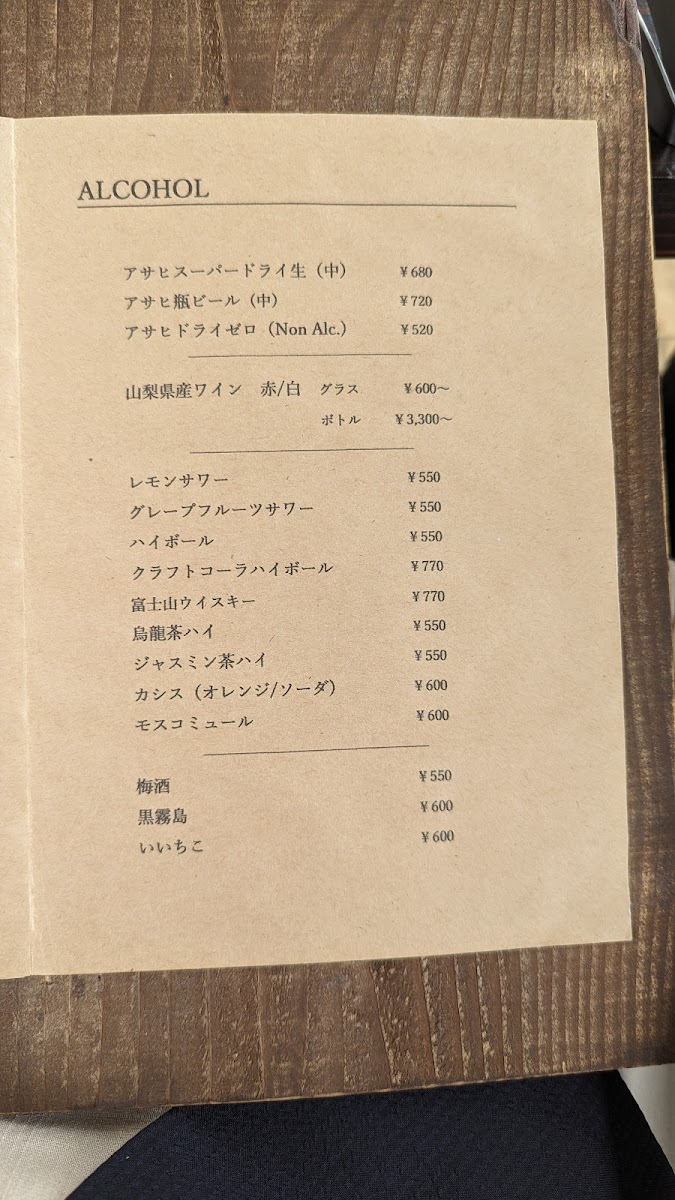 ALCOHOL
アサヒスーパードライ生（中） ¥680
アサヒ瓶ビール（中） ¥720
アサヒドライゼロ（Non Alc.） ¥520
山梨県産ワイン 赤/白 グラス ¥600〜
ボトル ¥3,300〜
レモンサワー ¥550
グレープフルーツサワー ¥550
ハイボール ¥550
クラフトコーラハイボール ¥770
富士山ウイスキー ¥770
烏龍茶ハイ ¥550
ジャスミン茶ハイ ¥550
カシス（オレンジ/ソーダ） ¥600
モスコミュール ¥600
梅酒 ¥550
黒霧島 ¥600
いいちこ ¥600